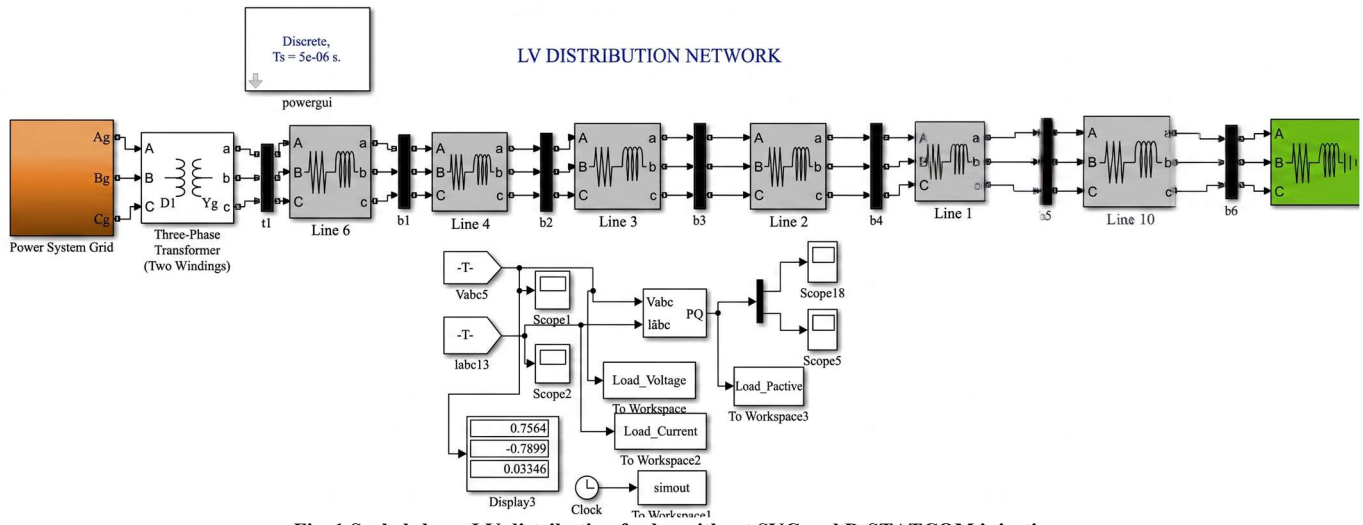 Discrete,
Ts = 5e-06 s.
powergui
LV DISTRIBUTION NETWORK
Ag
Bg
Cg
Power System Grid
A
B
C
a
b
c
D1 Yg
Three-Phase
Transformer
(Two Windings)
t1
A
B
C
a
b
c
Line 6
b1
A
B
C
a
b
c
Line 4
b2
A
B
C
a
b
c
Line 3
b3
A
B
C
a
b
c
Line 2
b4
A
C
a
b
Line 1
b5
A
B
C
b
c
Line 10
b6
A
B
C
-T-
Vabc5
-T-
Iabc13
Scope1
Scope2
Vabc
Iâbc
PQ
Scope18
Scope5
Load_Voltage
To Workspace
Load_Pactive
To Workspace3
Load_Current
To Workspace2
0.7564
-0.7899
0.03346
Display3
Clock
simout
To Workspace1